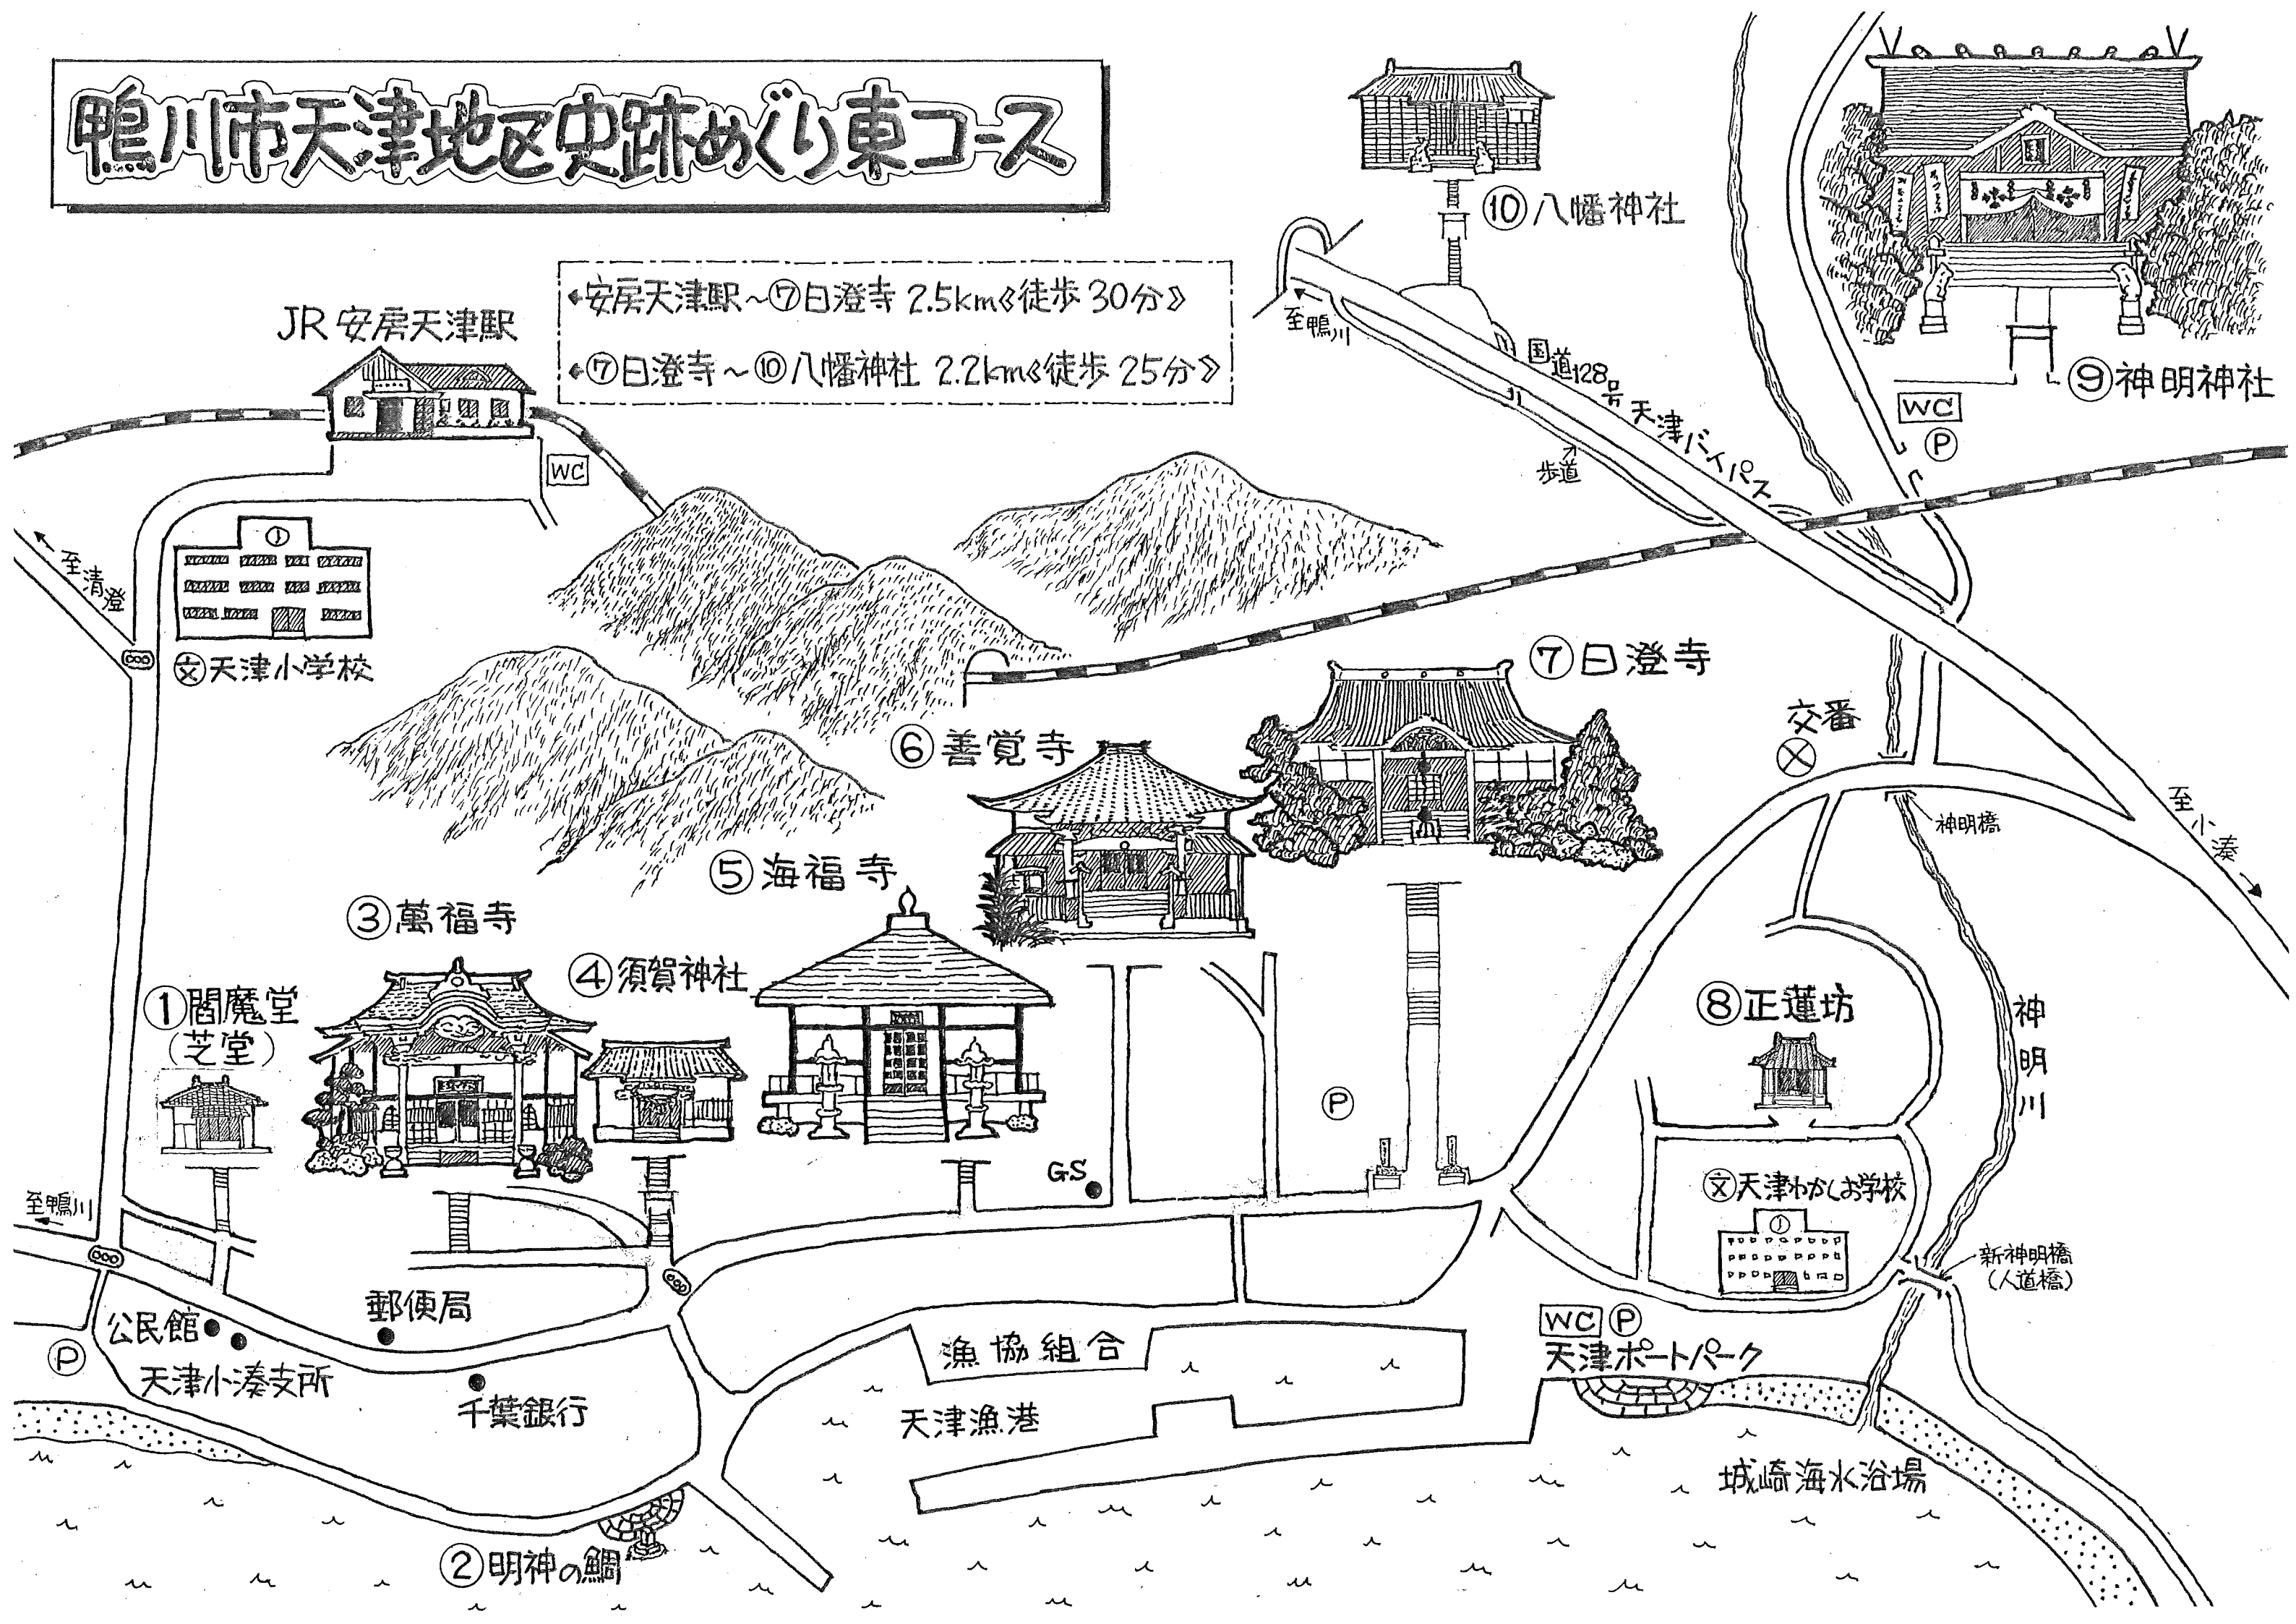 鴨川市天津地区史跡めぐり東コース
安房天津駅～⑦日澄寺 2.5km《徒歩30分》
⑦日澄寺～⑩八幡神社 2.2km《徒歩25分》
⑩八幡神社
⑨神明神社
WC
P
JR安房天津駅
WC
至鴨川
国道128号天津バイパス
歩道
至清澄
文天津小学校
⑦日澄寺
⑥善覚寺
交番
神明橋
至小湊
⑤海福寺
③萬福寺
④須賀神社
①閻魔堂
(芝堂)
⑧正蓮坊
神明川
P
GS
文天津わかしお学校
至鴨川
新神明橋
(人道橋)
郵便局
公民館
天津小湊支所
P
千葉銀行
漁協組合
天津漁港
WC P
天津ポートパーク
城崎海水浴場
②明神の鯛